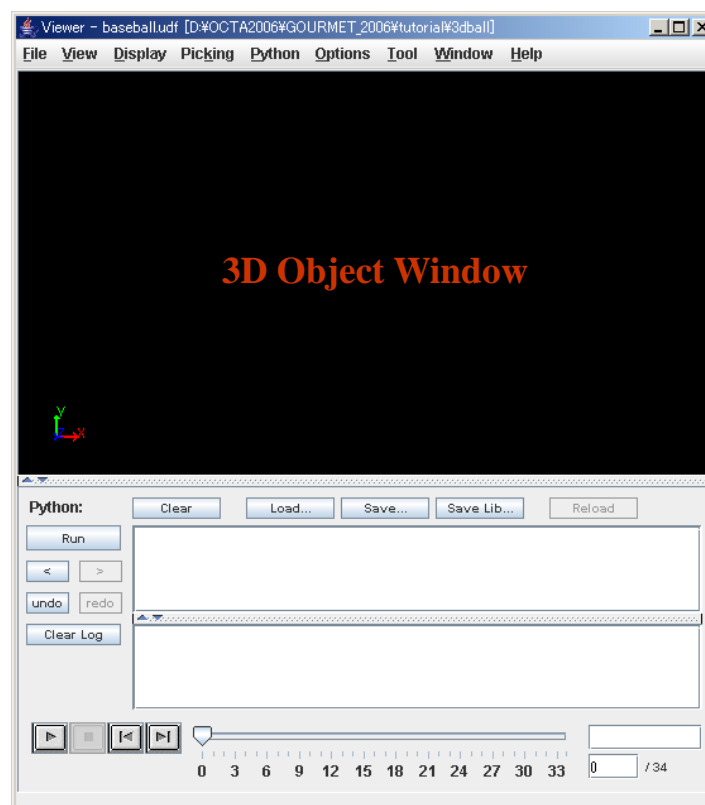 Viewer - baseball.udf [D:¥OCTA2006¥GOURMET_2006¥tutorial¥3dball]
File View Display Picking Python Options Tool Window Help
3D Object Window
Y
Z X
Python: Clear Load... Save... Save Lib... Reload
Run
< >
undo redo
Clear Log
0 3 6 9 12 15 18 21 24 27 30 33 0 / 34